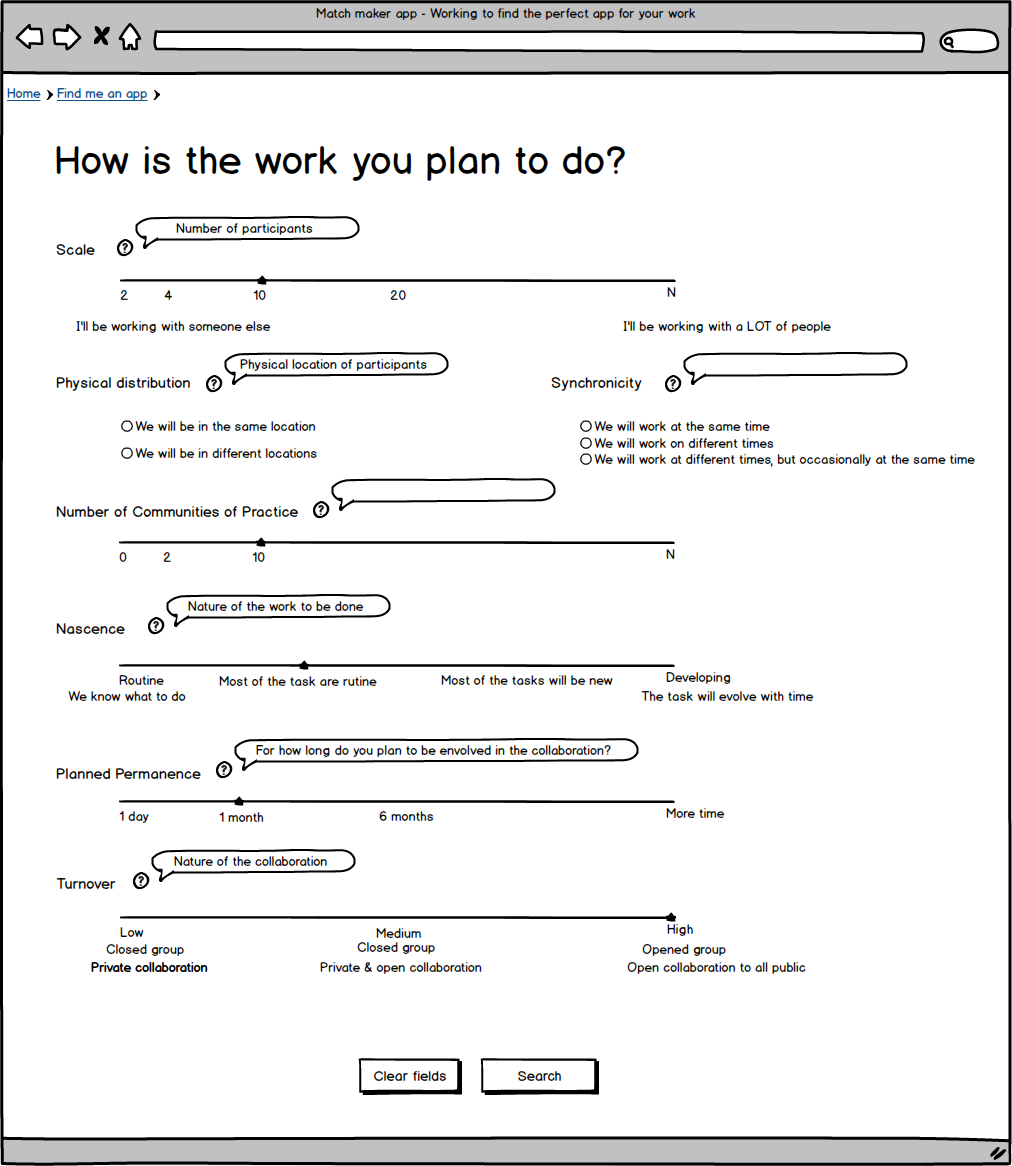 Match maker app - Working to find the perfect app for your work
Home > Find me an app >
How is the work you plan to do?
Number of participants
Scale ?
2 4 10 20 N
I'll be working with someone else I'll be working with a LOT of people
Physical location of participants
Physical distribution ? Synchronicity ?
We will be in the same location
We will be in different locations
We will work at the same time
We will work on different times
We will work at different times, but occasionally at the same time
Number of Communities of Practice ?
0 2 10 N
Nature of the work to be done
Nascence ?
Routine Most of the task are rutine Most of the tasks will be new Developing
We know what to do The task will evolve with time
For how long do you plan to be envolved in the collaboration?
Planned Permanence ?
1 day 1 month 6 months More time
Nature of the collaboration
Turnover ?
Low Medium High
Closed group Closed group Opened group
Private collaboration Private & open collaboration Open collaboration to all public
Clear fields Search